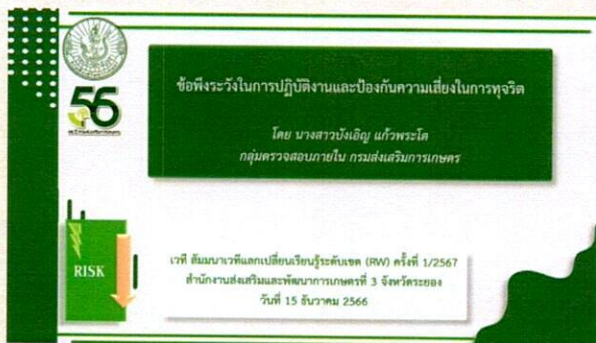 56
ข้อพึงระวังในการปฏิบัติงานและป้องกันความเสี่ยงในการทุจริต
โดย นางสาวบังเอิญ แก้วพระโต
กลุ่มตรวจสอบภายใน กรมส่งเสริมการเกษตร
RISK
เวที สัมมนาเวทีแลกเปลี่ยนเรียนรู้ระดับเขต (RW) ครั้งที่ 1/2567
สำนักงานส่งเสริมและพัฒนาการเกษตรที่ 3 จังหวัดระยอง
วันที่ 15 ธันวาคม 2566